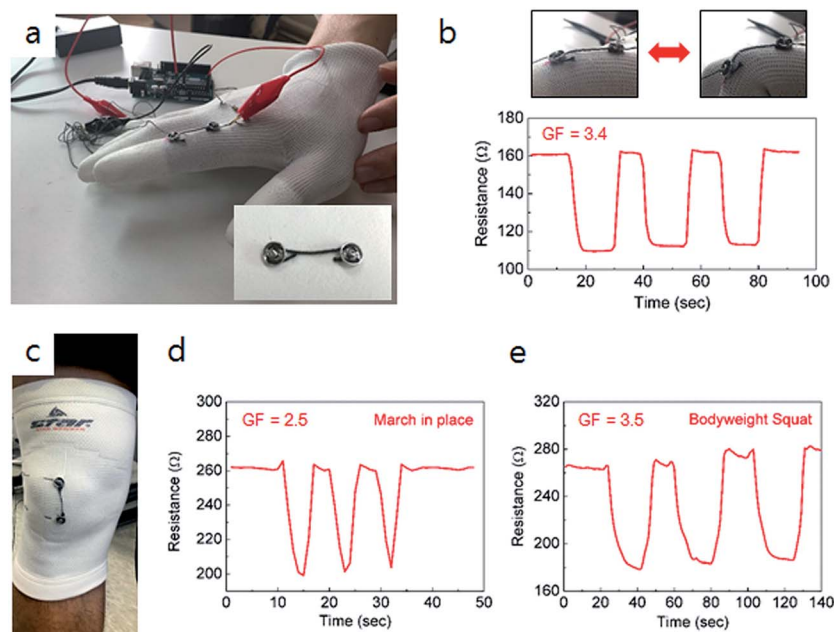 a
b
GF = 3.4
Resistance (Ω)
160
140
120
100
0
20
40
60
80
100
Time (sec)
c
STAR
d
GF = 2.5
March in place
Resistance (Ω)
300
280
260
240
220
200
0
10
20
30
40
50
Time (sec)
e
GF = 3.5
Bodyweight Squat
Resistance (Ω)
280
240
200
160
0
20
40
60
80
100
120
140
Time (sec)